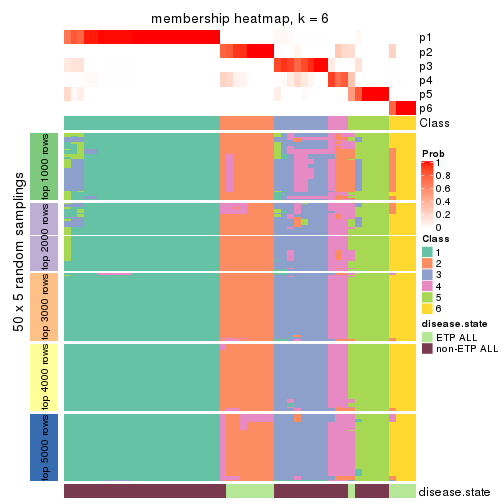 membership heatmap, k = 6
p1
p2
p3
p4
p5
p6
Class
50 x 5 random samplings
top 1000 rows
top 2000 rows
top 3000 rows
top 4000 rows
top 5000 rows
disease.state
Prob
1
0.8
0.6
0.4
0.2
0
Class
1
2
3
4
5
6
disease.state
ETP ALL
non-ETP ALL